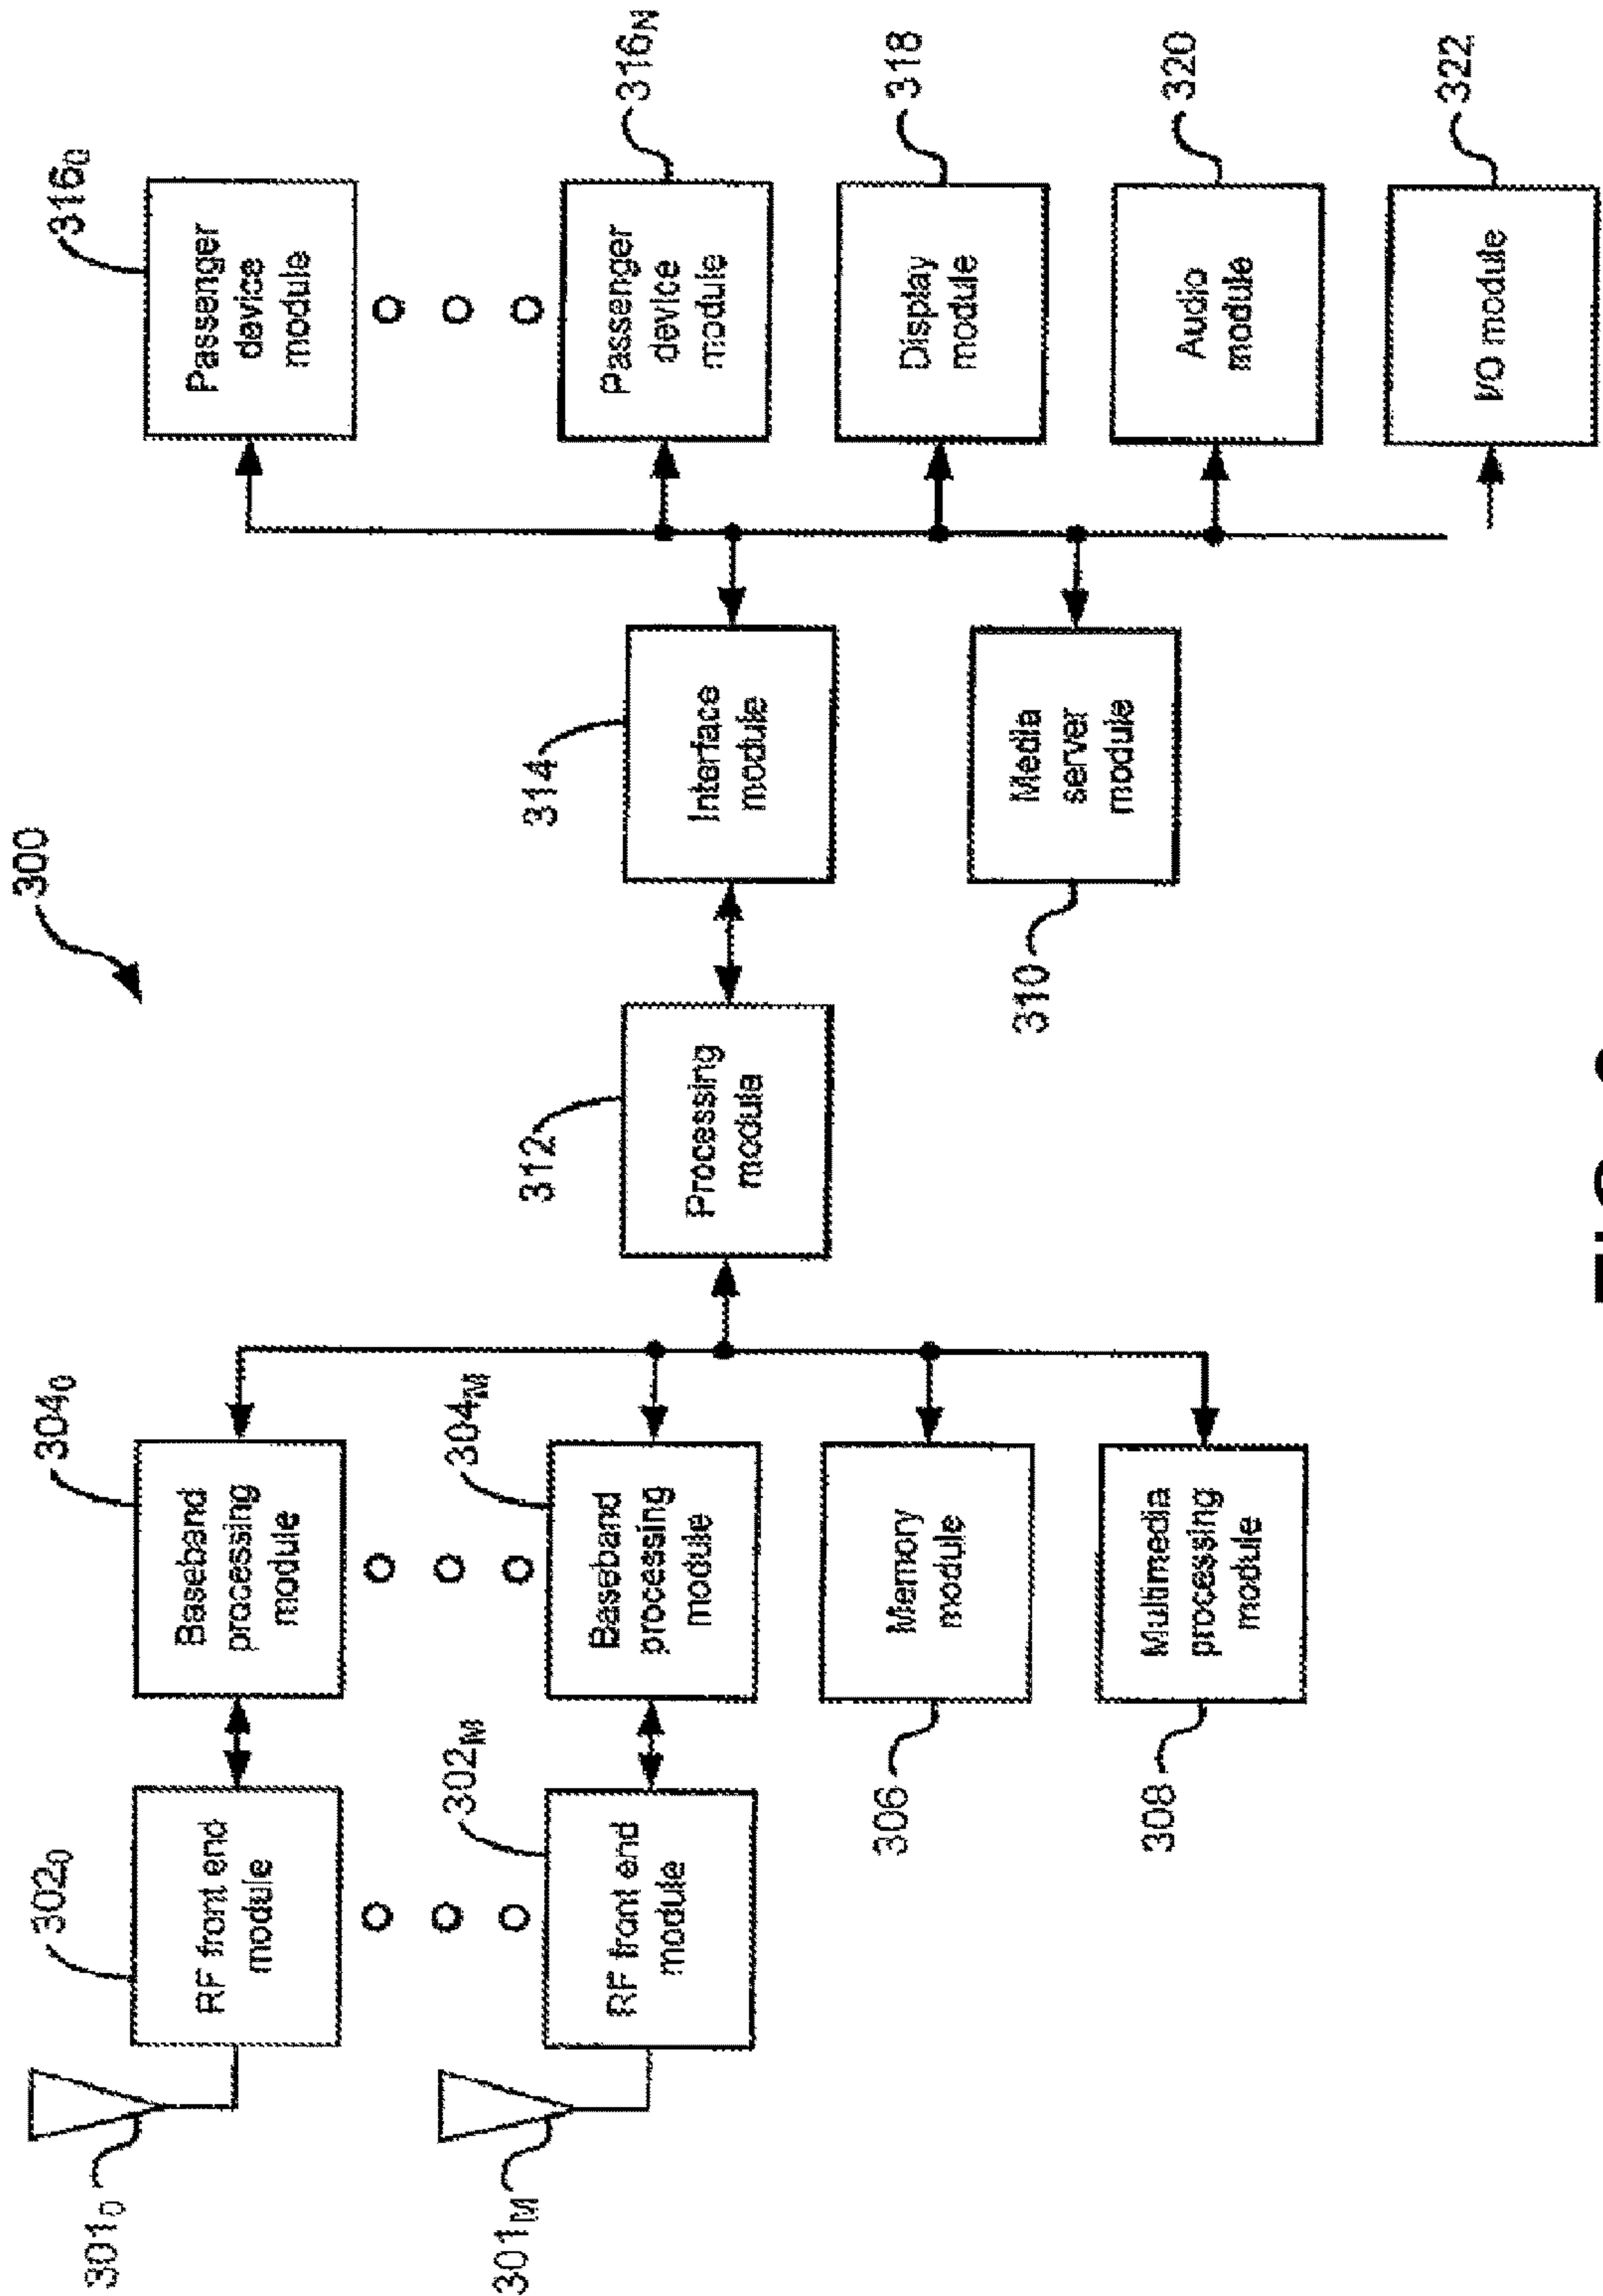 300
301₀
302₀
RF front end
module
304₀
Baseband
processing
module
301M
302M
RF front end
module
304M
Baseband
processing
module
306
Memory
module
308
Multimedia
processing
module
312
Processing
module
314
Interface
module
310
Media
server
module
316₀
Passenger
device
module
316N
Passenger
device
module
318
Display
module
320
Audio
module
322
I/O module